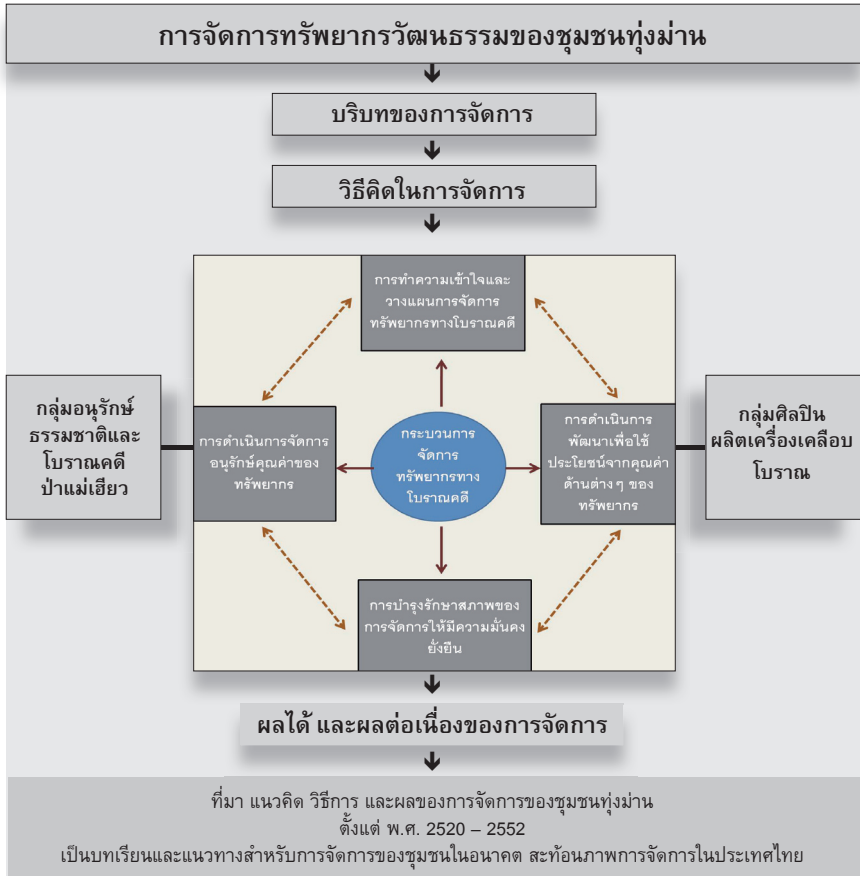 การจัดการทรัพยากรวัฒนธรรมของชุมชนทุ่งม่าน
บริบทของการจัดการ
วิธีคิดในการจัดการ
การทำความเข้าใจและ
วางแผนการจัดการ
ทรัพยากรทางโบราณคดี
กลุ่มอนุรักษ์
ธรรมชาติและ
โบราณคดี
ป่าแม่เฮียว
การดำเนินการจัดการ
อนุรักษ์คุณค่าของ
ทรัพยากร
กระบวนการ
จัดการ
ทรัพยากรทาง
โบราณคดี
การดำเนินการ
พัฒนาเพื่อใช้
ประโยชน์จากคุณค่า
ด้านต่าง ๆ ของ
ทรัพยากร
กลุ่มศิลปิน
ผลิตเครื่องเคลือบ
โบราณ
การบำรุงรักษาสภาพของ
การจัดการให้มีความมั่นคง
ยั่งยืน
ผลได้ และผลต่อเนื่องของการจัดการ
ที่มา แนวคิด วิธีการ และผลของการจัดการของชุมชนทุ่งม่าน
ตั้งแต่ พ.ศ. 2520 – 2552
เป็นบทเรียนและแนวทางสำหรับการจัดการของชุมชนในอนาคต สะท้อนภาพการจัดการในประเทศไทย